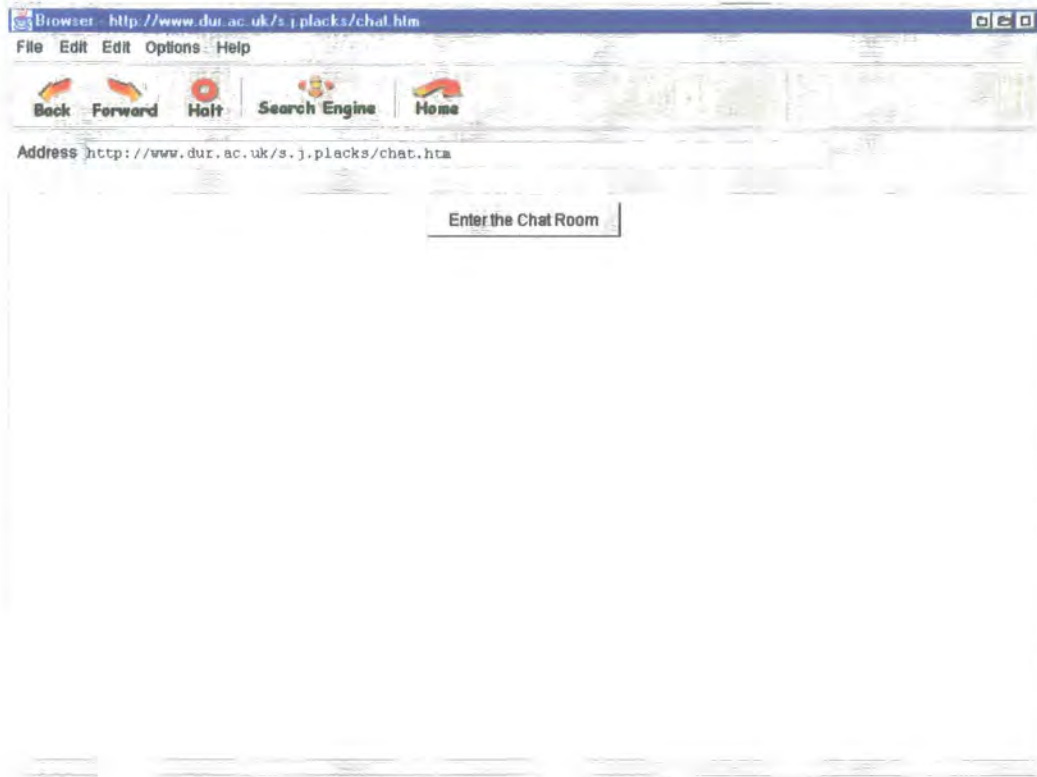 Browser - http://www.dur.ac.uk/s.j.placks/chat.htm
File Edit Edit Options Help
Back Forward Halt Search Engine Home
Address http://www.dur.ac.uk/s.j.placks/chat.htm
Enter the Chat Room